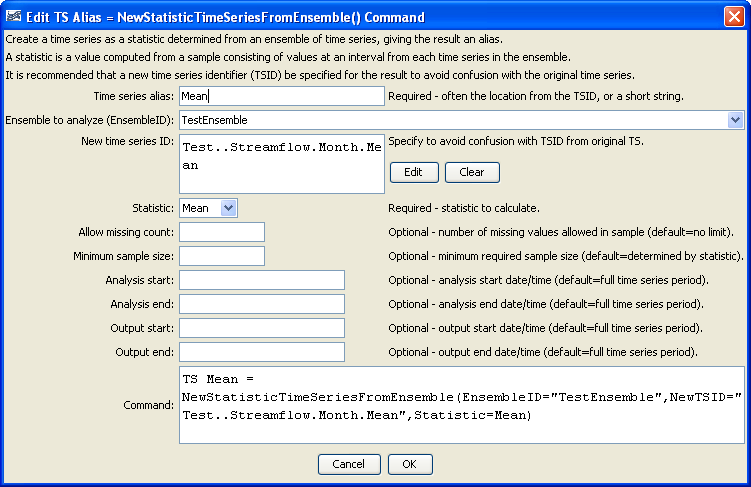 Edit TS Alias = NewStatisticTimeSeriesFromEnsemble() Command
Create a time series as a statistic determined from an ensemble of time series, giving the result an alias.
A statistic is a value computed from a sample consisting of values at an interval from each time series in the ensemble.
It is recommended that a new time series identifier (TSID) be specified for the result to avoid confusion with the original time series.
Time series alias: Mean Required - often the location from the TSID, or a short string.
Ensemble to analyze (EnsembleID): TestEnsemble
New time series ID: Test..Streamflow.Month.Me Specify to avoid confusion with TSID from original TS.
an
Edit Clear
Statistic: Mean Required - statistic to calculate.
Allow missing count: Optional - number of missing values allowed in sample (default=no limit).
Minimum sample size: Optional - minimum required sample size (default=determined by statistic).
Analysis start: Optional - analysis start date/time (default=full time series period).
Analysis end: Optional - analysis end date/time (default=full time series period).
Output start: Optional - output start date/time (default=full time series period).
Output end: Optional - output end date/time (default=full time series period).
Command: TS Mean =
NewStatisticTimeSeriesFromEnsemble(EnsembleID="TestEnsemble",NewTSID="
Test..Streamflow.Month.Mean",Statistic=Mean)
Cancel OK